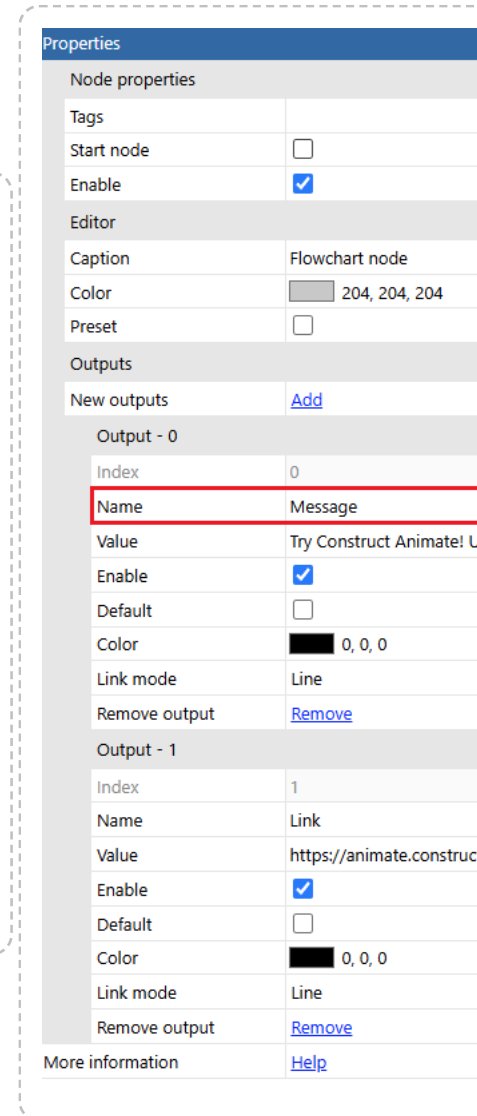 Properties
Node properties
Tags
Start node
Enable
Editor
Caption Flowchart node
Color 204, 204, 204
Preset
Outputs
New outputs Add
Output - 0
Index 0
Name Message
Value Try Construct Animate! U
Enable
Default
Color 0, 0, 0
Link mode Line
Remove output Remove
Output - 1
Index 1
Name Link
Value https://animate.construc
Enable
Default
Color 0, 0, 0
Link mode Line
Remove output Remove
More information Help